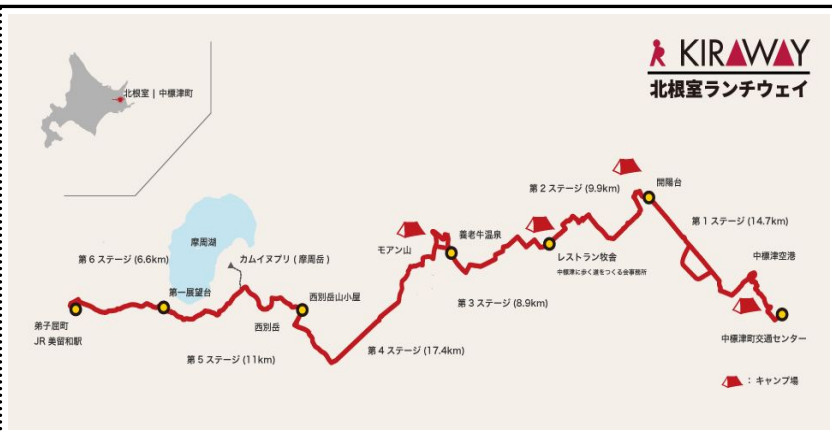 KIRAWAY
北根室ランチウェイ
北根室 | 中標津町
第2ステージ (9.9km)
開陽台
第1ステージ (14.7km)
摩周湖
モアン山
養老牛温泉
レストラン牧舎
中標津に歩く道をつくる会事務所
中標津空港
第6ステージ (6.6km)
カムイヌプリ ( 摩周岳 )
第一展望台
西別岳山小屋
第3ステージ (8.9km)
弟子屈町
JR 美留和駅
西別岳
中標津町交通センター
第5ステージ (11km)
第4ステージ (17.4km)
: キャンプ場